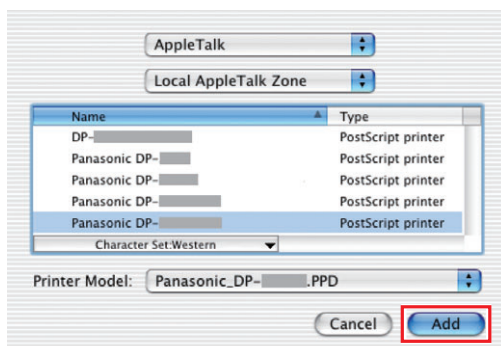 AppleTalk
Local AppleTalk Zone
Name Type
DP- PostScript printer
Panasonic DP- PostScript printer
Panasonic DP- PostScript printer
Panasonic DP- PostScript printer
Panasonic DP- PostScript printer
Character Set:Western
Printer Model: Panasonic_DP- .PPD
Cancel Add